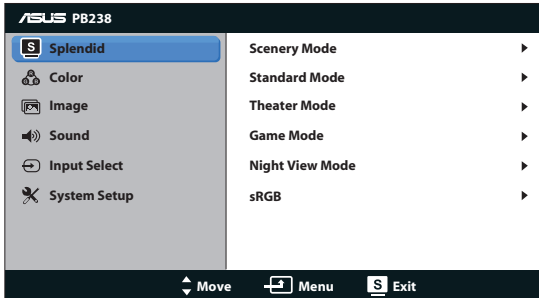 ASUS PB238
S Splendid
Color
Image
Sound
Input Select
System Setup
Scenery Mode
Standard Mode
Theater Mode
Game Mode
Night View Mode
sRGB
Move Menu S Exit